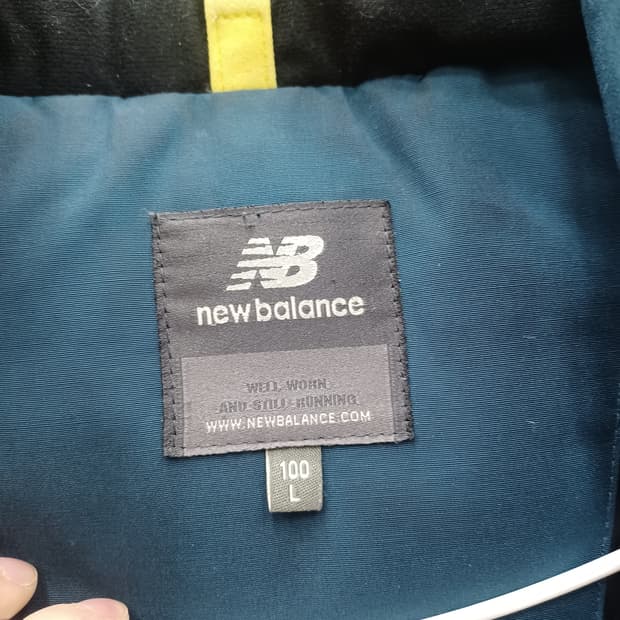 NB
new balance
WELL WORN
AND STILL RUNNING
WWW.NEWBALANCE.COM
100
L